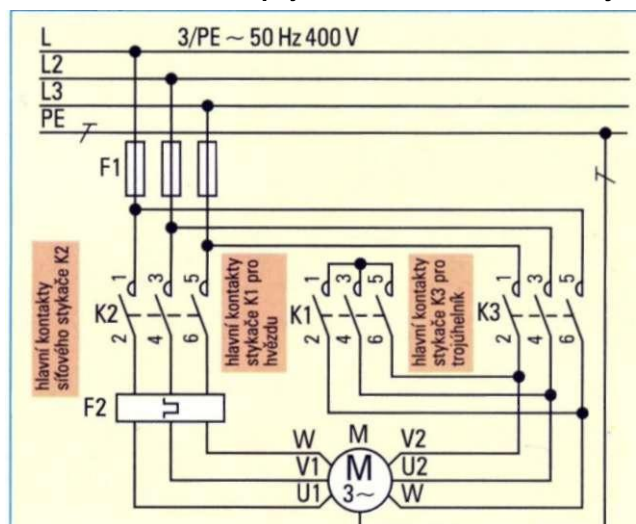 L 3/PE ~ 50 Hz 400 V
L2
L3
PE
F1
hlavní kontakty
síťového stykače K2
K2
1 3 5
2 4 6
hlavní kontakty
stykače K1 pro
hvězdu
K1
1 3 5
2 4 6
hlavní kontakty
stykače K3 pro
trojúhelník
K3
1 3 5
2 4 6
F2
W M V2
V1 M U2
U1 3~ W